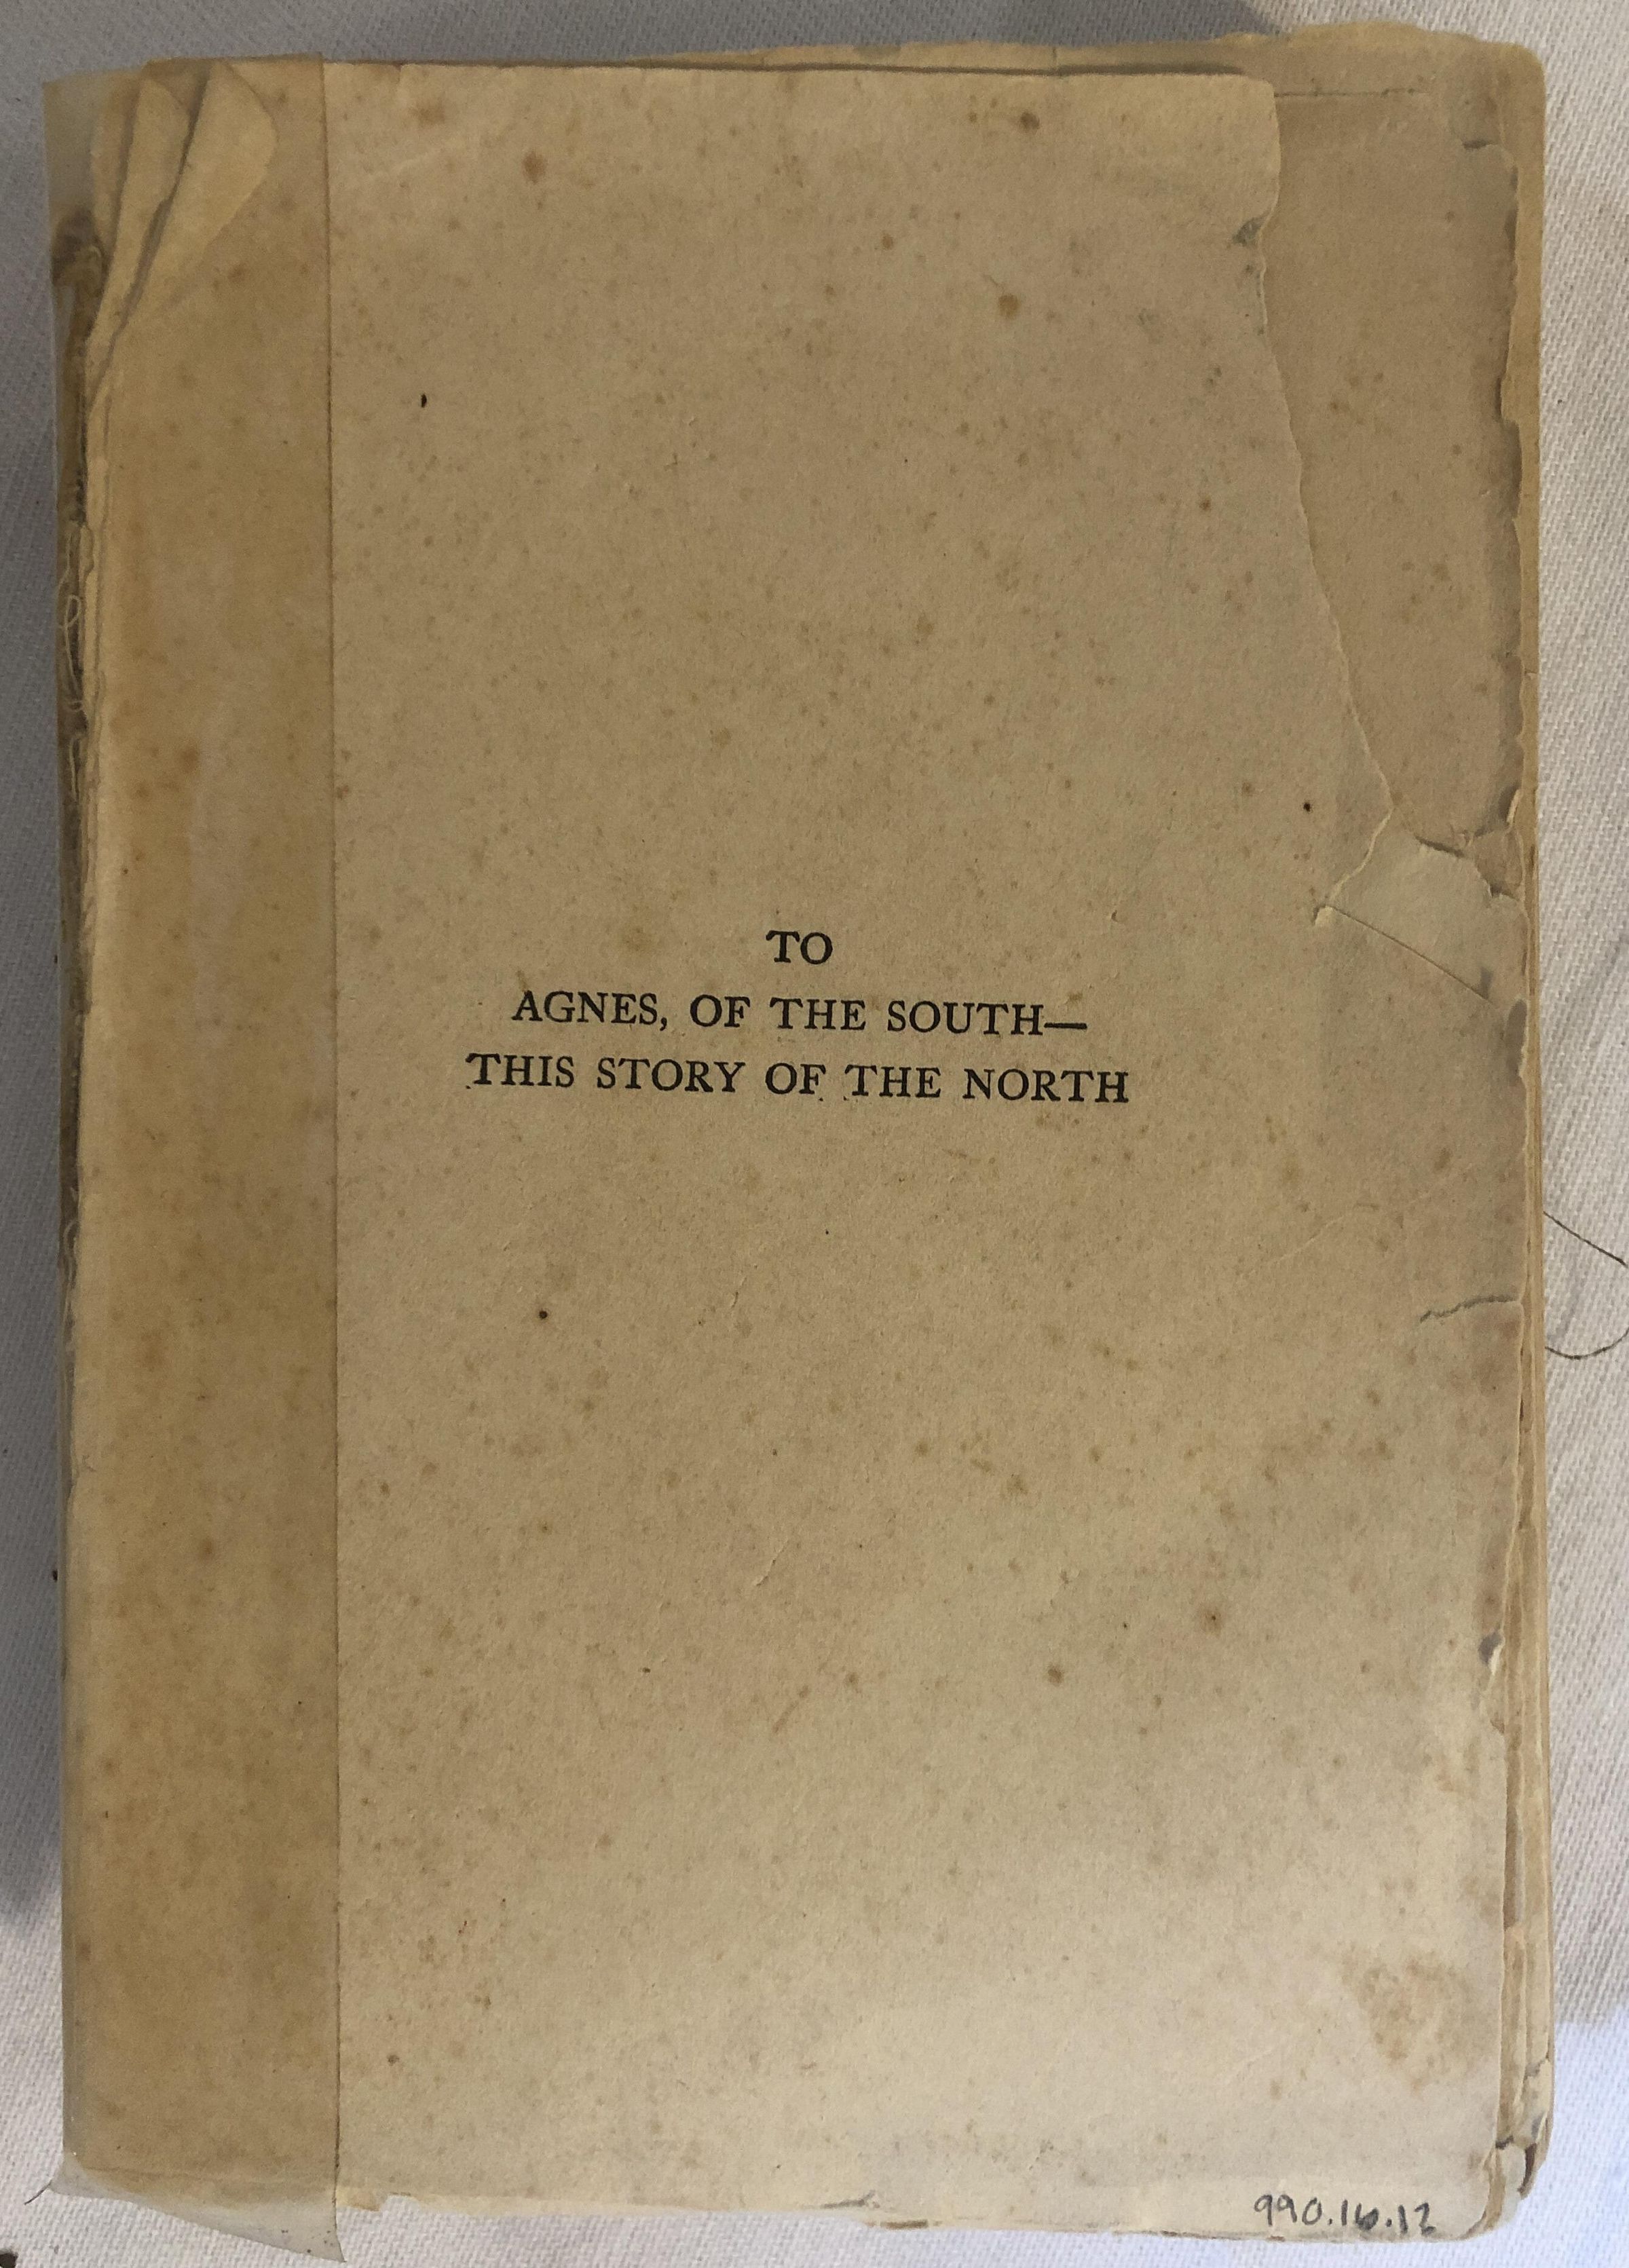 TO
AGNES, OF THE SOUTH—
THIS STORY OF THE NORTH
990.16.12